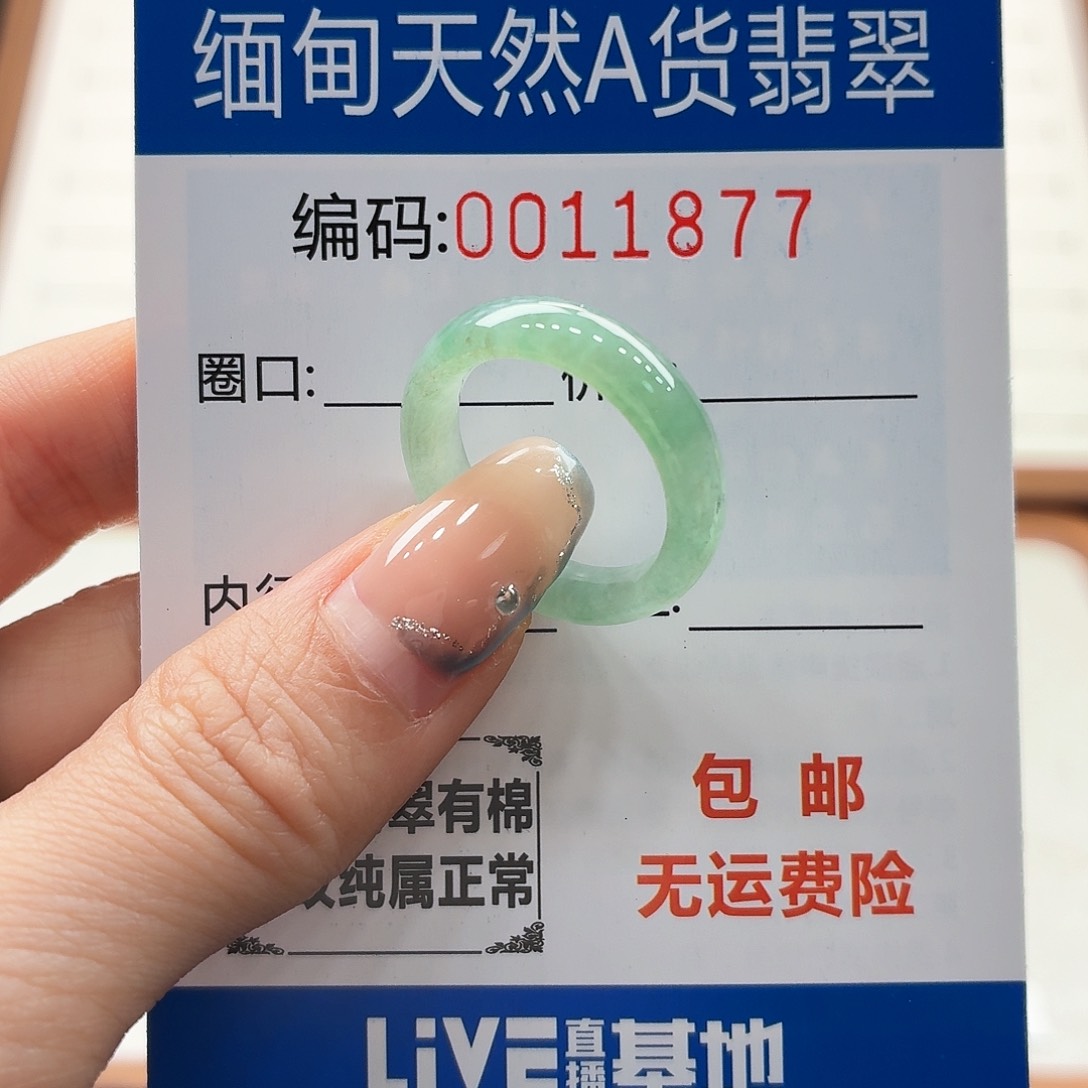 缅甸天然A货翡翠
编码:0011877
圈口:
内径
翠有棉
纯属正常
包邮
无运费险
LiVE直播基地